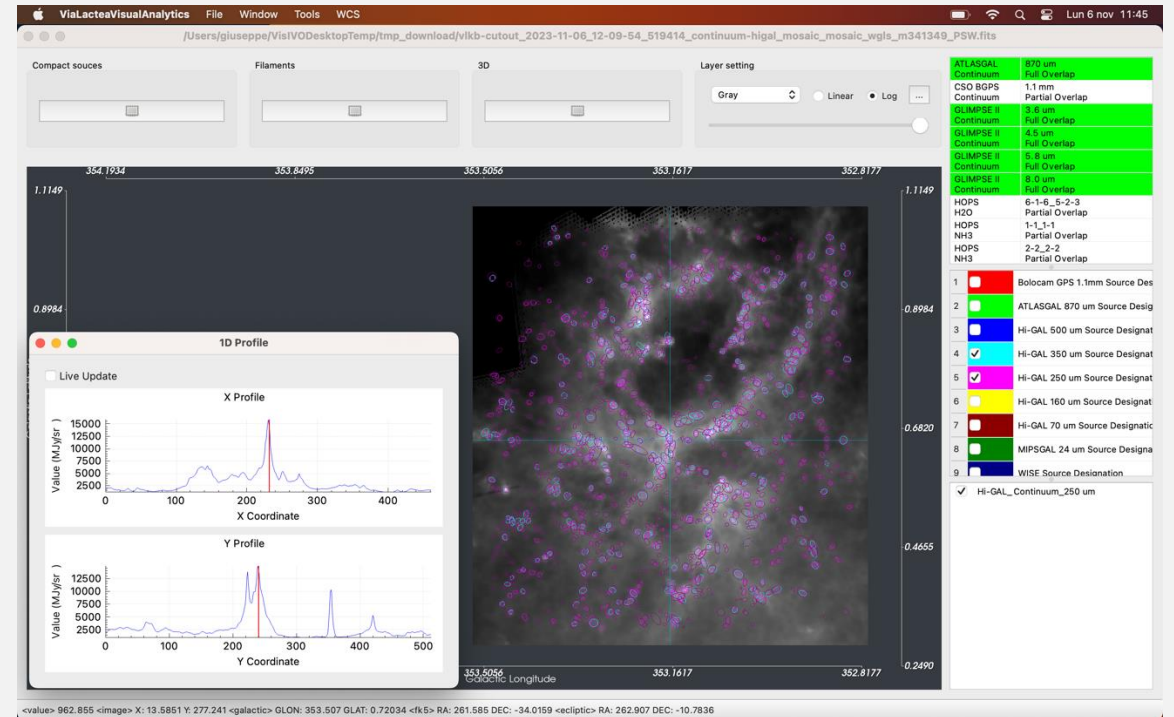 ViaLacteaVisualAnalytics File Window Tools WCS Lun 6 nov 11:45
/Users/giuseppe/VisIVODesktopTemp/tmp_download/vlkb-cutout_2023-11-06_12-09-54_519414_continuum-higal_mosaic_mosaic_wgls_m341349_PSW.fits
Compact souces
Filaments
3D
Layer setting
Gray
Linear
Log
...
ATLASGAL 870 um
Continuum Full Overlap
CSO BGPS 1.1 mm
Continuum Partial Overlap
GLIMPSE II 3.6 um
Continuum Full Overlap
GLIMPSE II 4.5 um
Continuum Full Overlap
GLIMPSE II 5.8 um
Continuum Full Overlap
GLIMPSE II 8.0 um
Continuum Full Overlap
HOPS 6-1-6_5-2-3
H2O Partial Overlap
HOPS 1-1_1-1
NH3 Partial Overlap
HOPS 2-2_2-2
NH3 Partial Overlap
1 Bolocam GPS 1.1mm Source Des
2 ATLASGAL 870 um Source Desig
3 Hi-GAL 500 um Source Designat
4 Hi-GAL 350 um Source Designat
5 Hi-GAL 250 um Source Designat
6 Hi-GAL 160 um Source Designat
7 Hi-GAL 70 um Source Designatic
8 MIPSGAL 24 um Source Designa
9 WISE Source Designation
Hi-GAL_Continuum_250 um
354.1934 353.8495 353.5056 353.1617 352.8177
1.1149 1.1149
0.8984 0.8984
0.6820
0.4655
0.2490
353.5056 353.1617 352.8177
Galactic Longitude
1D Profile
Live Update
X Profile
Value (MJy/sr )
15000
12500
10000
7500
5000
2500
0 100 200 300 400
X Coordinate
Y Profile
Value (MJy/sr )
12500
10000
7500
5000
2500
0 100 200 300 400 500
Y Coordinate
<value> 962.855 <image> X: 13.5851 Y: 277.241 <galactic> GLON: 353.507 GLAT: 0.72034 <fk5> RA: 261.585 DEC: -34.0159 <ecliptic> RA: 262.907 DEC: -10.7836